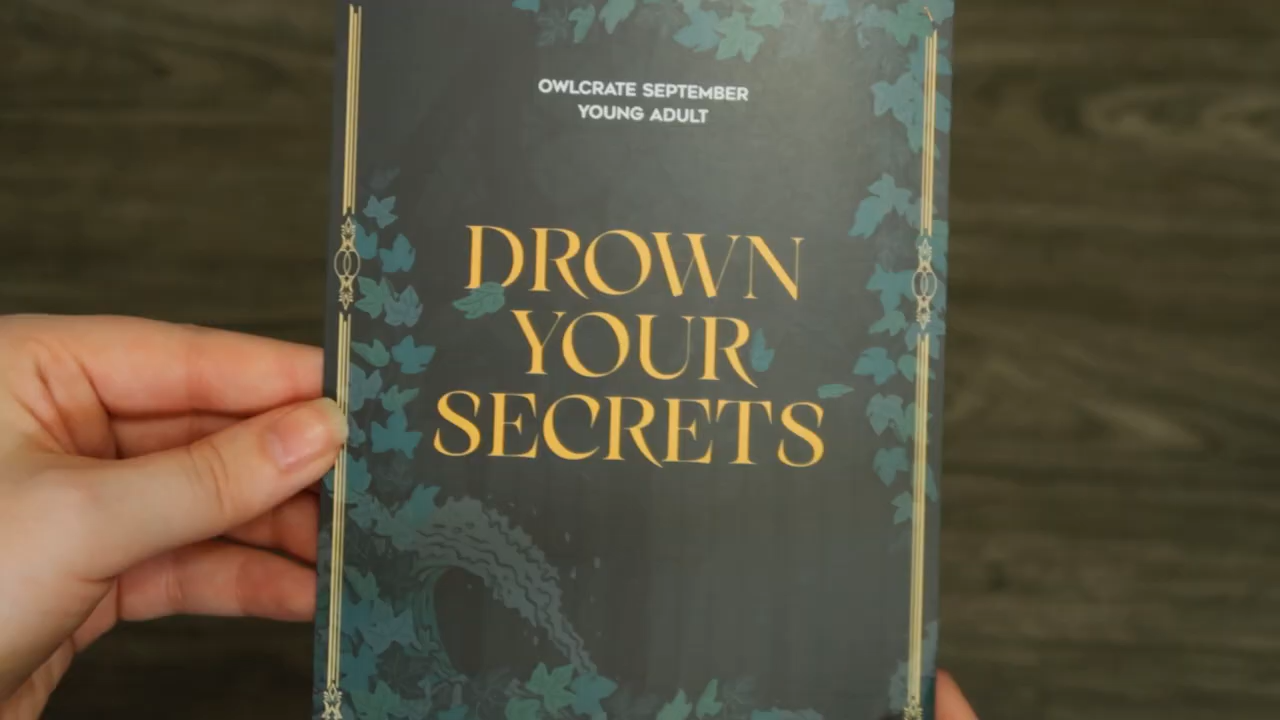 OWLCRATE SEPTEMBER
YOUNG ADULT
DROWN
YOUR
SECRETS